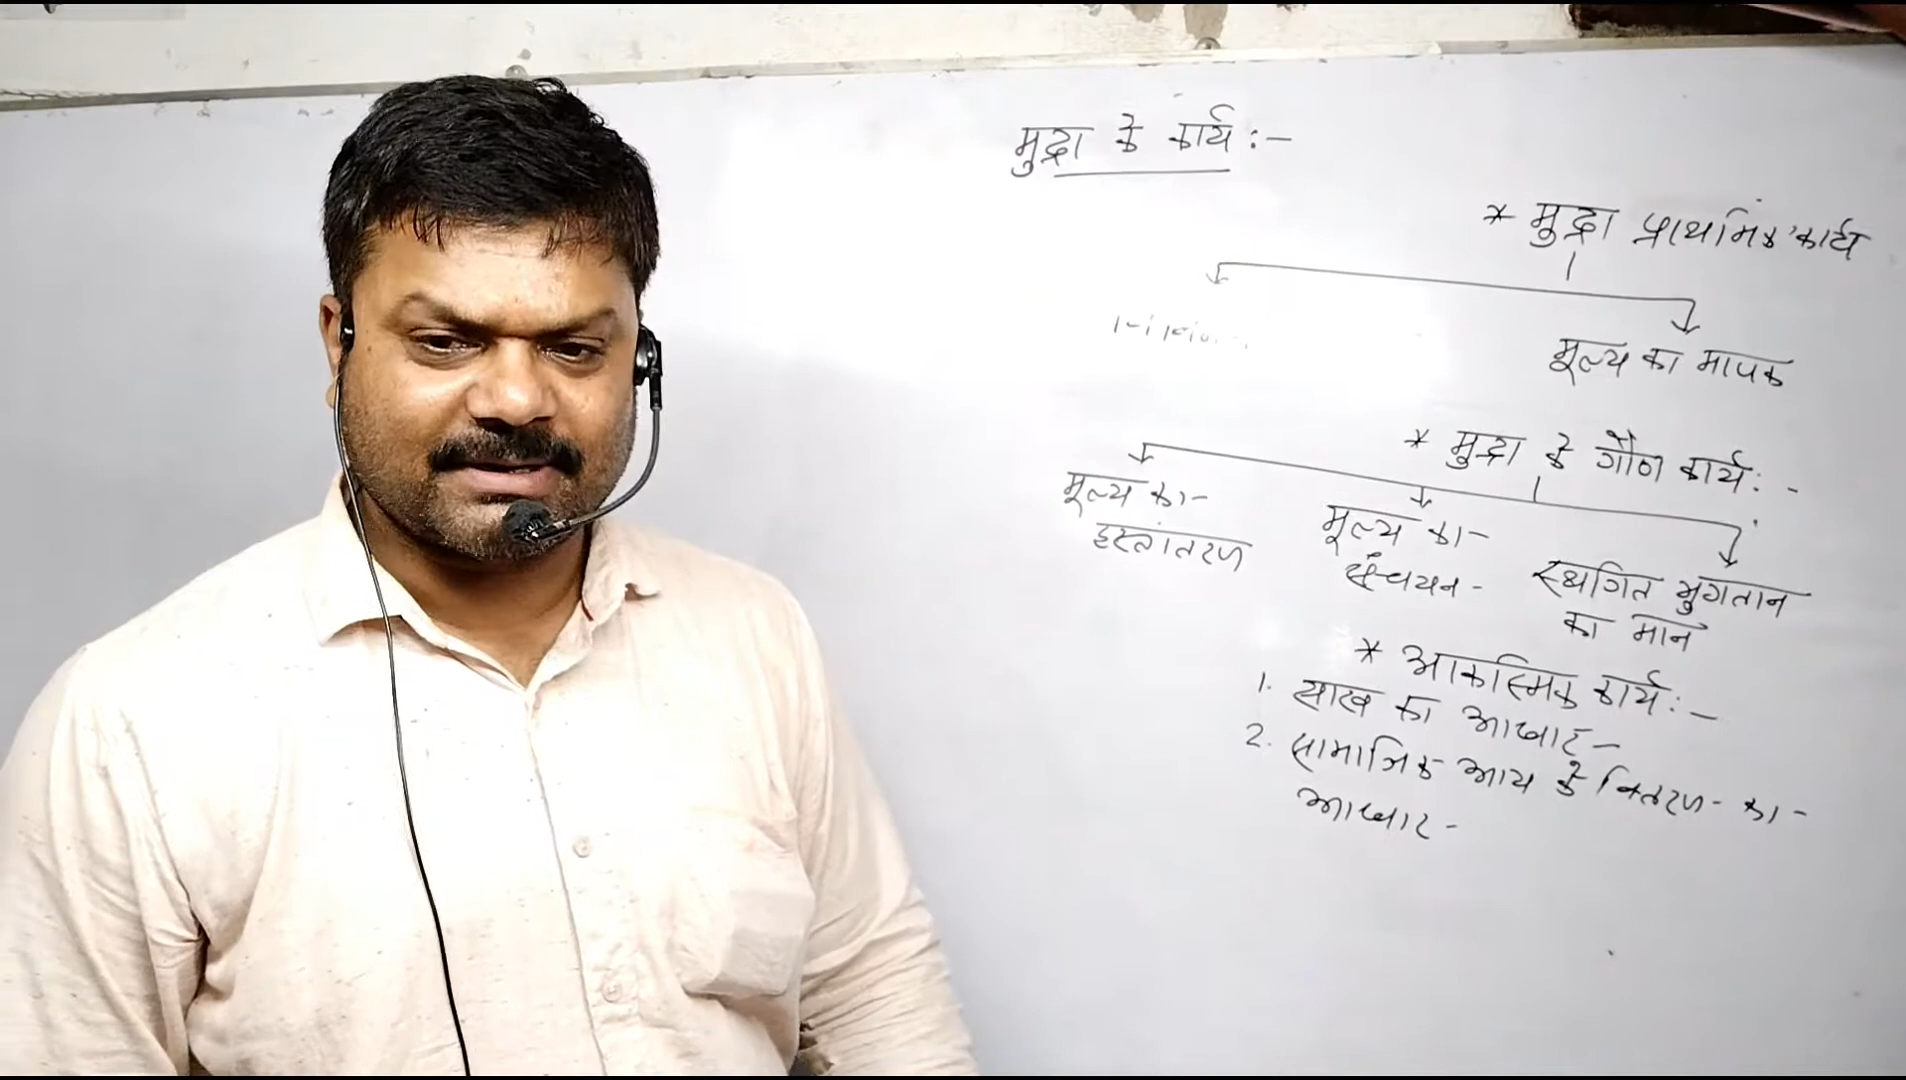 मुद्रा के कार्य :-
* मुद्रा प्राथमिक कार्य
मूल्य का मापक
* मुद्रा के गौण कार्य: -
मूल्य का -
हस्तांतरण
मूल्य का -
संचयन -
स्थगित भुगतान
का मान
* आकस्मिक कार्य: -
1. साख का आधार -
2. सामाजिक आय के वितरण - का -
आधार -